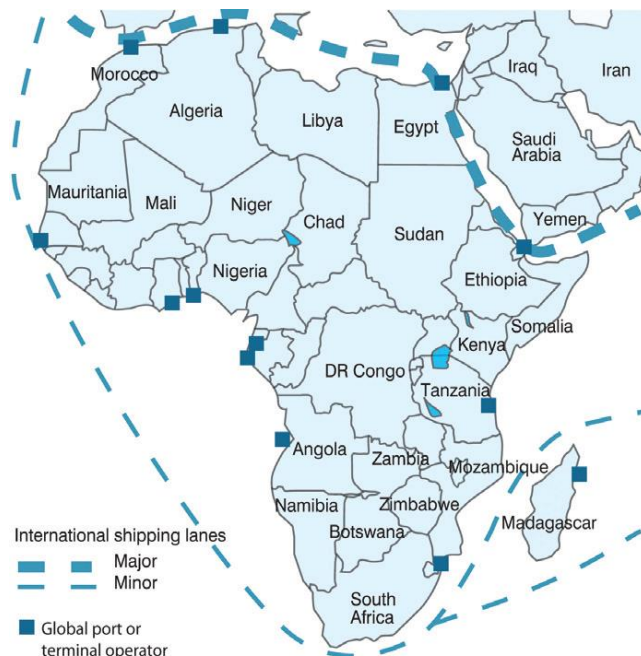 Morocco
Algeria
Libya
Egypt
Iraq
Iran
Saudi
Arabia
Yemen
Mauritania
Mali
Niger
Chad
Sudan
Nigeria
Ethiopia
Somalia
Kenya
DR Congo
Tanzania
Angola
Zambia
Mozambique
Zimbabwe
Namibia
Botswana
Madagascar
South
Africa
International shipping lanes
Major
Minor
Global port or
terminal operator